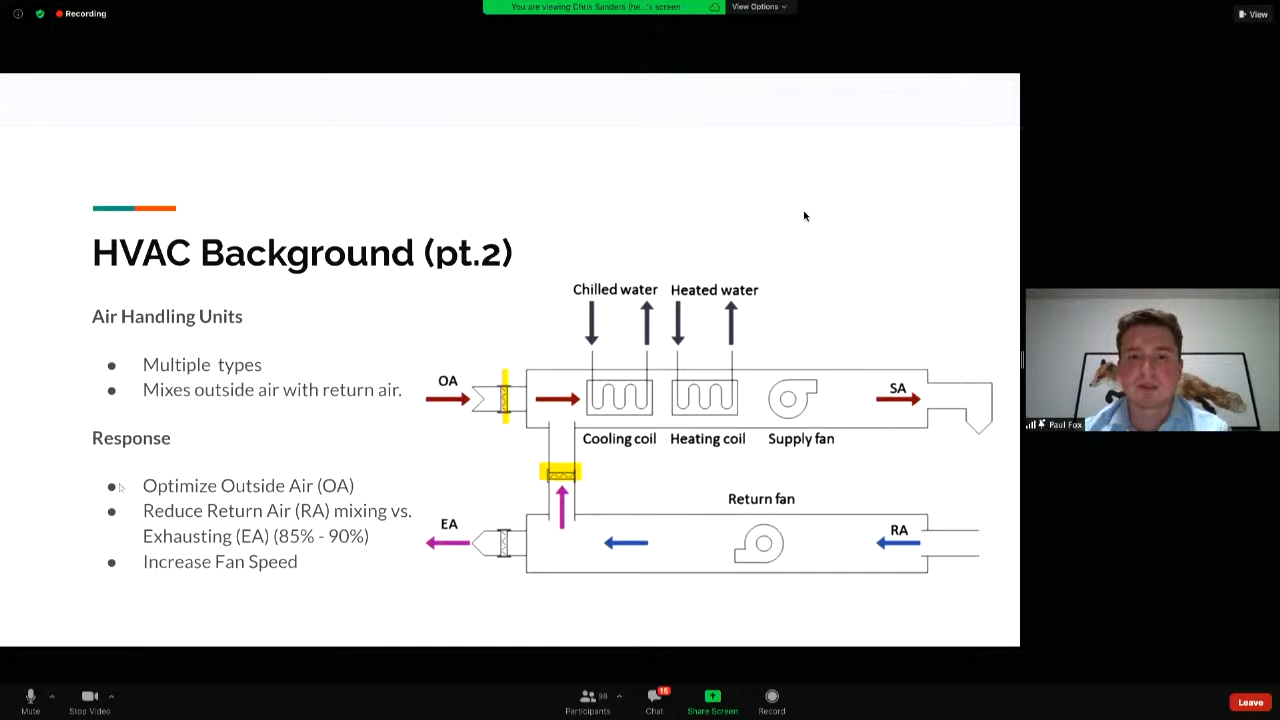 Recording
You are viewing Chris Sanders (he...'s screen
View Options
View
HVAC Background (pt.2)
Air Handling Units
● Multiple types
● Mixes outside air with return air.
Response
● Optimize Outside Air (OA)
● Reduce Return Air (RA) mixing vs.
Exhausting (EA) (85% - 90%)
● Increase Fan Speed
Chilled water
Heated water
OA
SA
Cooling coil
Heating coil
Supply fan
Return fan
EA
RA
Paul Fox
Mute
Stop Video
98
Participants
16
Chat
Share Screen
Record
Leave